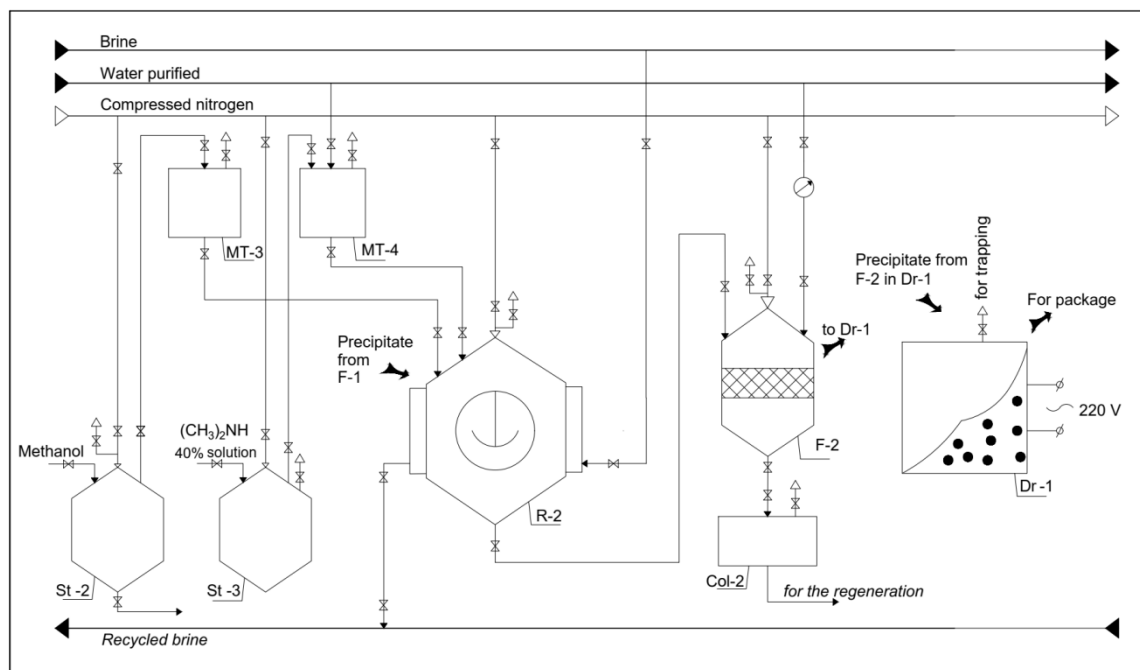 Brine
Water purified
Compressed nitrogen
MT-3
MT-4
Precipitate from
F-2 in Dr-1
for trapping
For package
Precipitate
from
F-1
to Dr-1
220 V
Methanol
(CH3)2NH
40% solution
F-2
Dr-1
R-2
St-2
St-3
Col-2
for the regeneration
Recycled brine